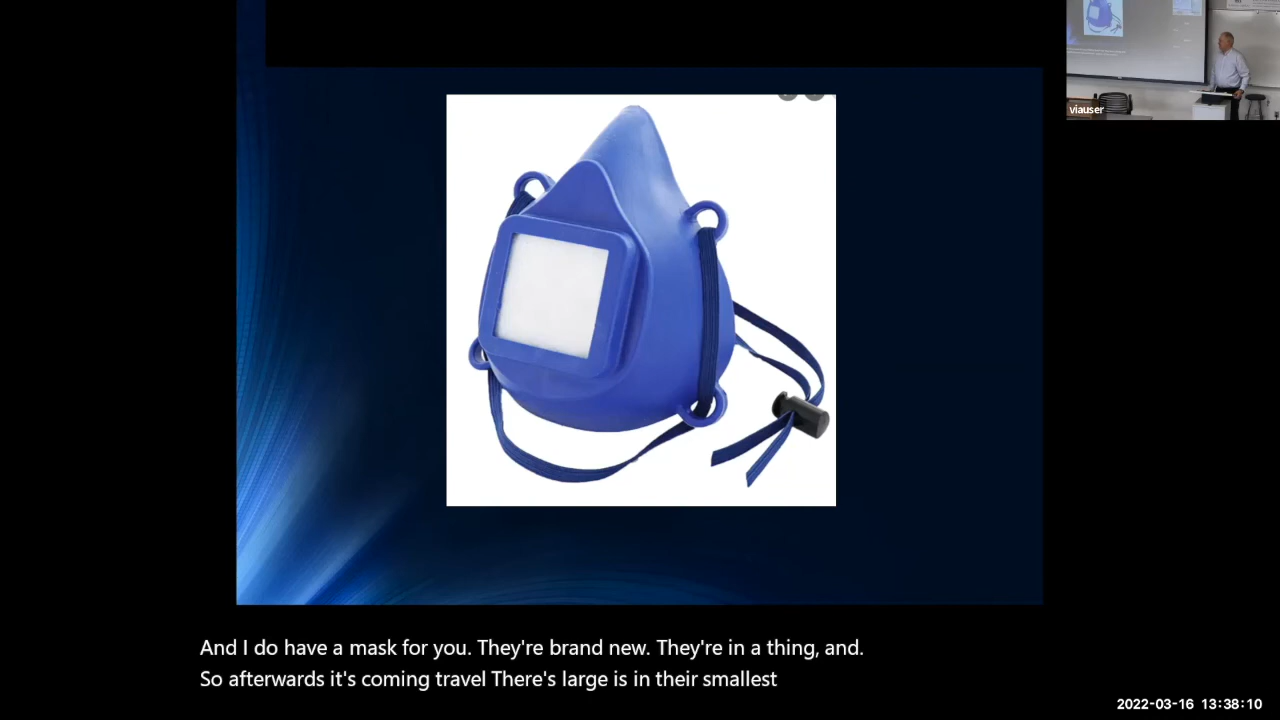 viauser
And I do have a mask for you. They're brand new. They're in a thing, and.
So afterwards it's coming travel There's large is in their smallest
2022-03-16 13:38:10